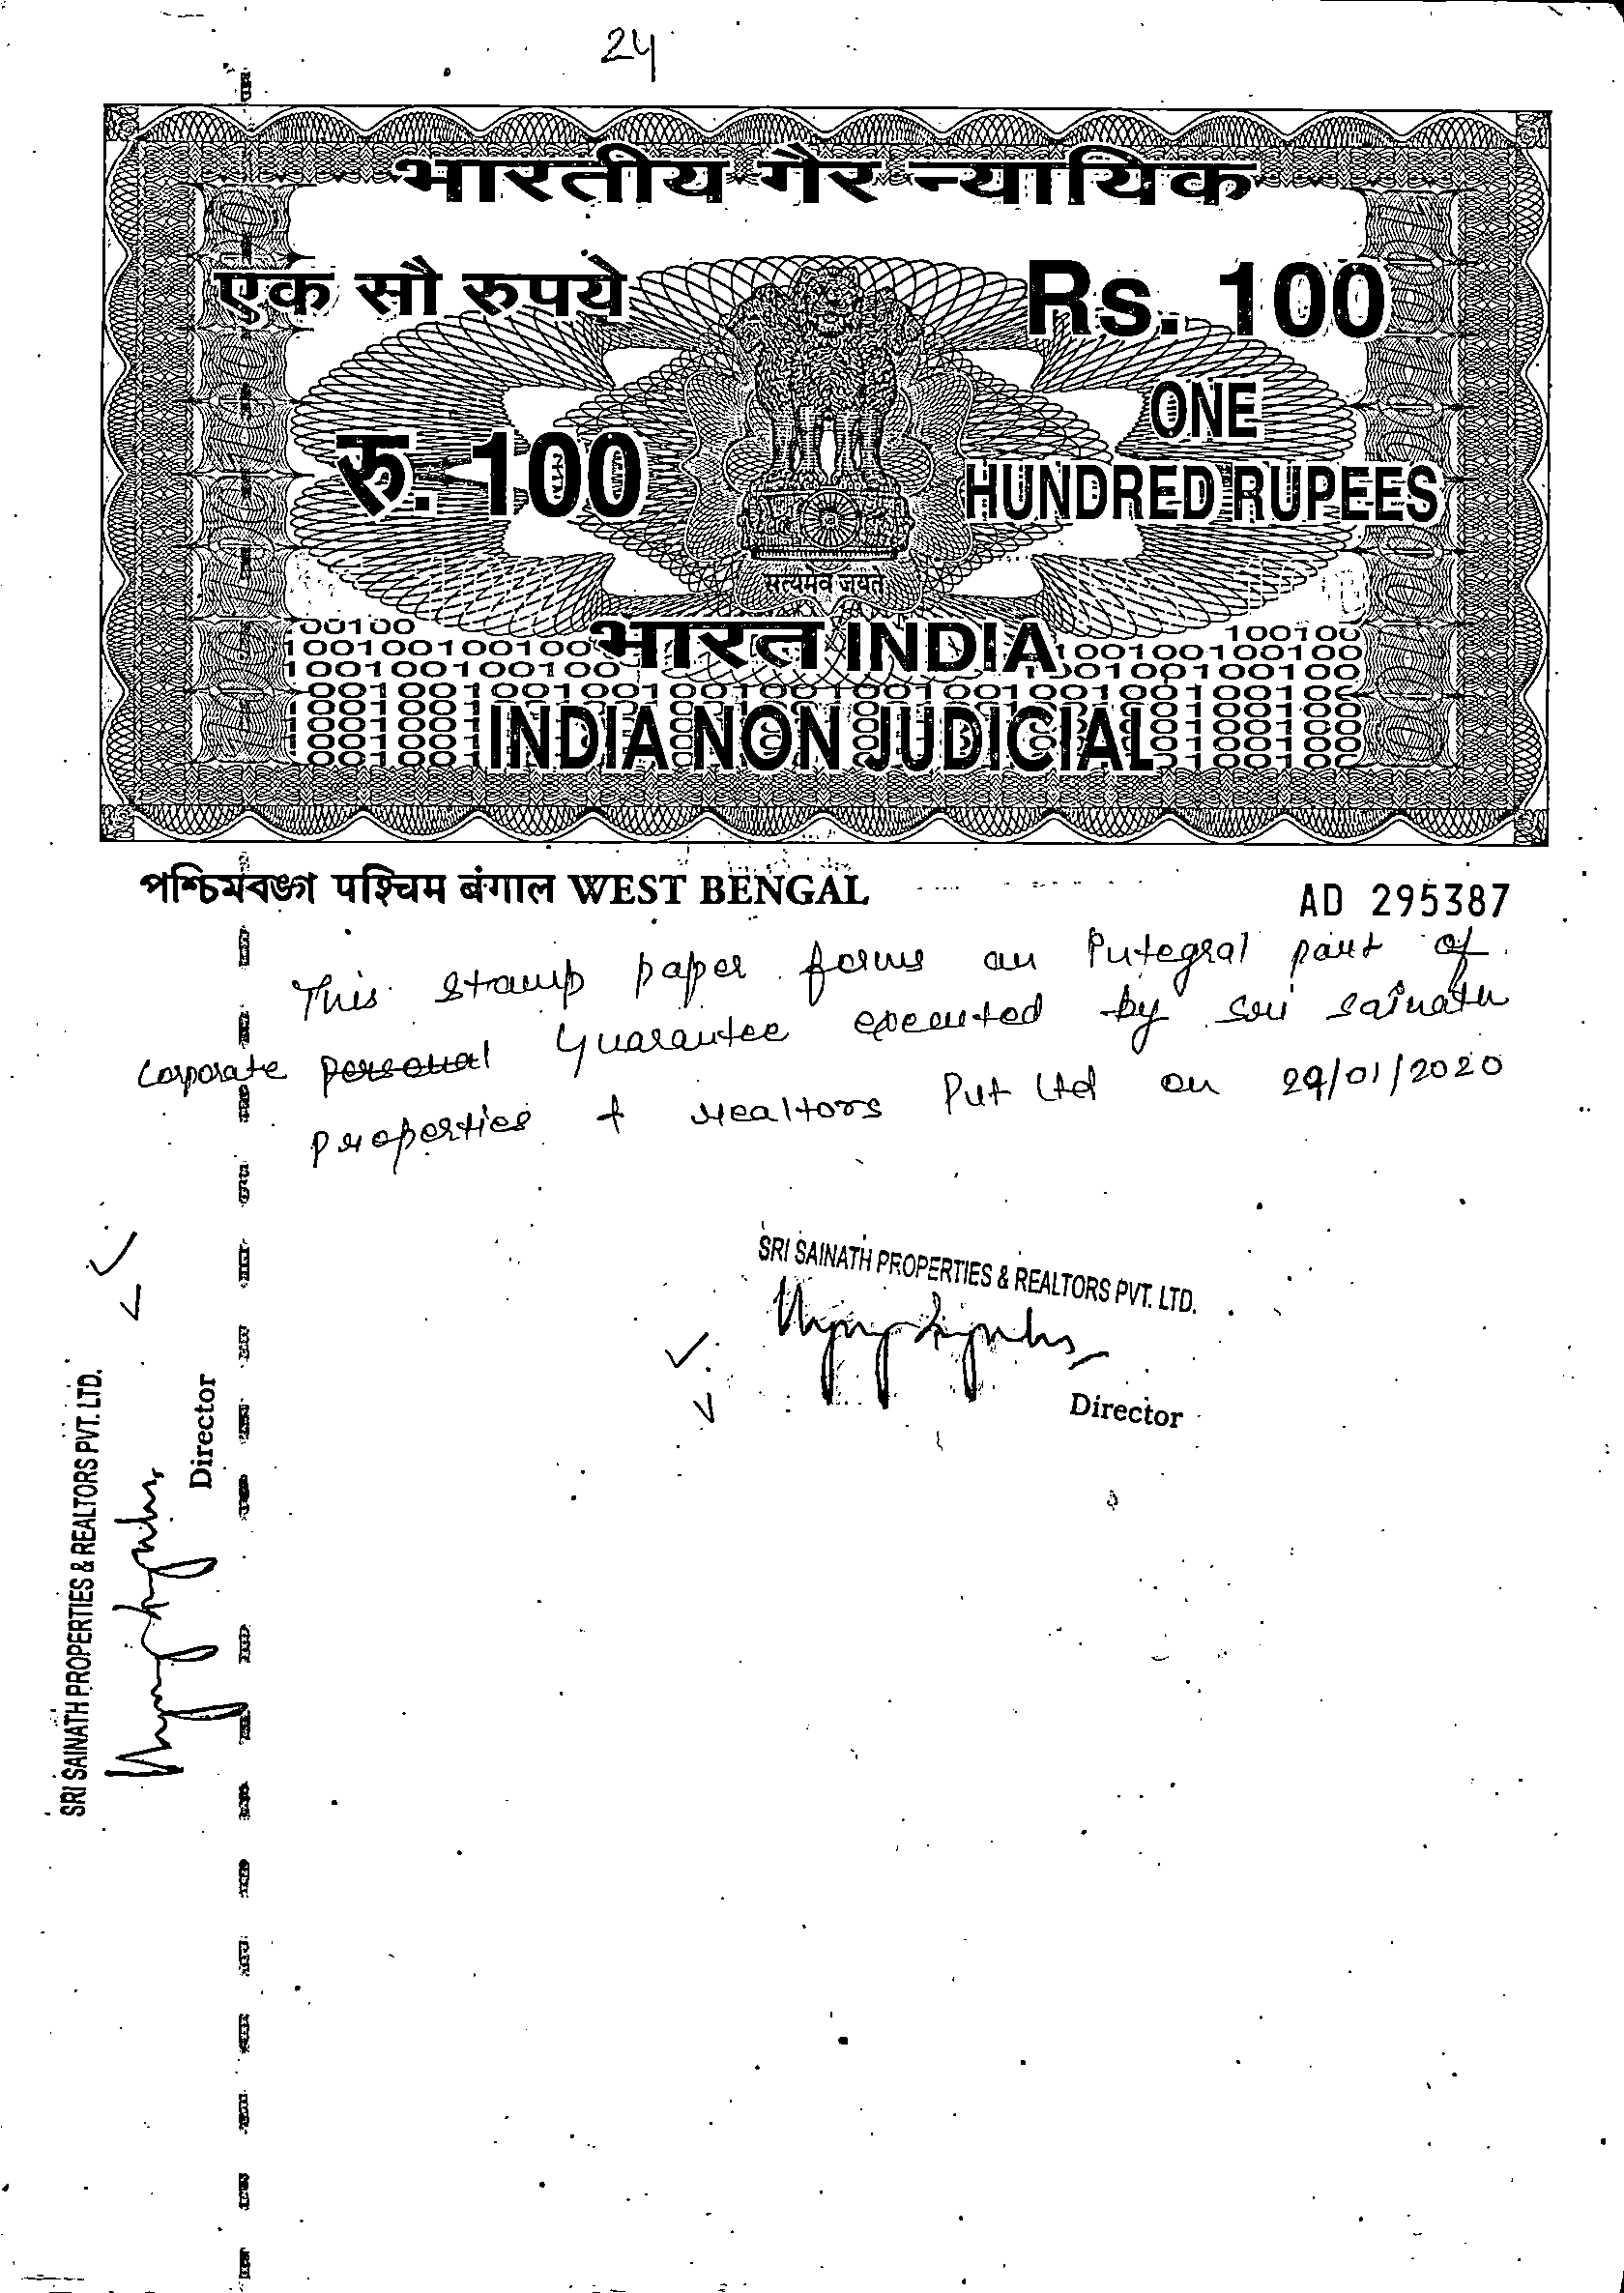 24
भारतीय गैर न्यायिक
एक सौ रुपये Rs. 100
रु. 100 ONE
HUNDRED RUPEES
सत्यमेव जयते
भारत INDIA
INDIA NON JUDICIAL
পশ্চিমবঙ্গ पश्चिम बंगाल WEST BENGAL AD 295387
This stamp paper forms an integral part of
Corporate personal Guarantee executed by Sri Sainath
Properties & Realtors Pvt Ltd on 29/01/2020
SRI SAINATH PROPERTIES & REALTORS PVT. LTD.
Director
SRI SAINATH PROPERTIES & REALTORS PVT. LTD.
Director